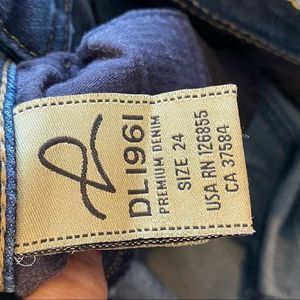 DL1961
PREMIUM DENIM
SIZE 24
USA RN 126855
CA 37584